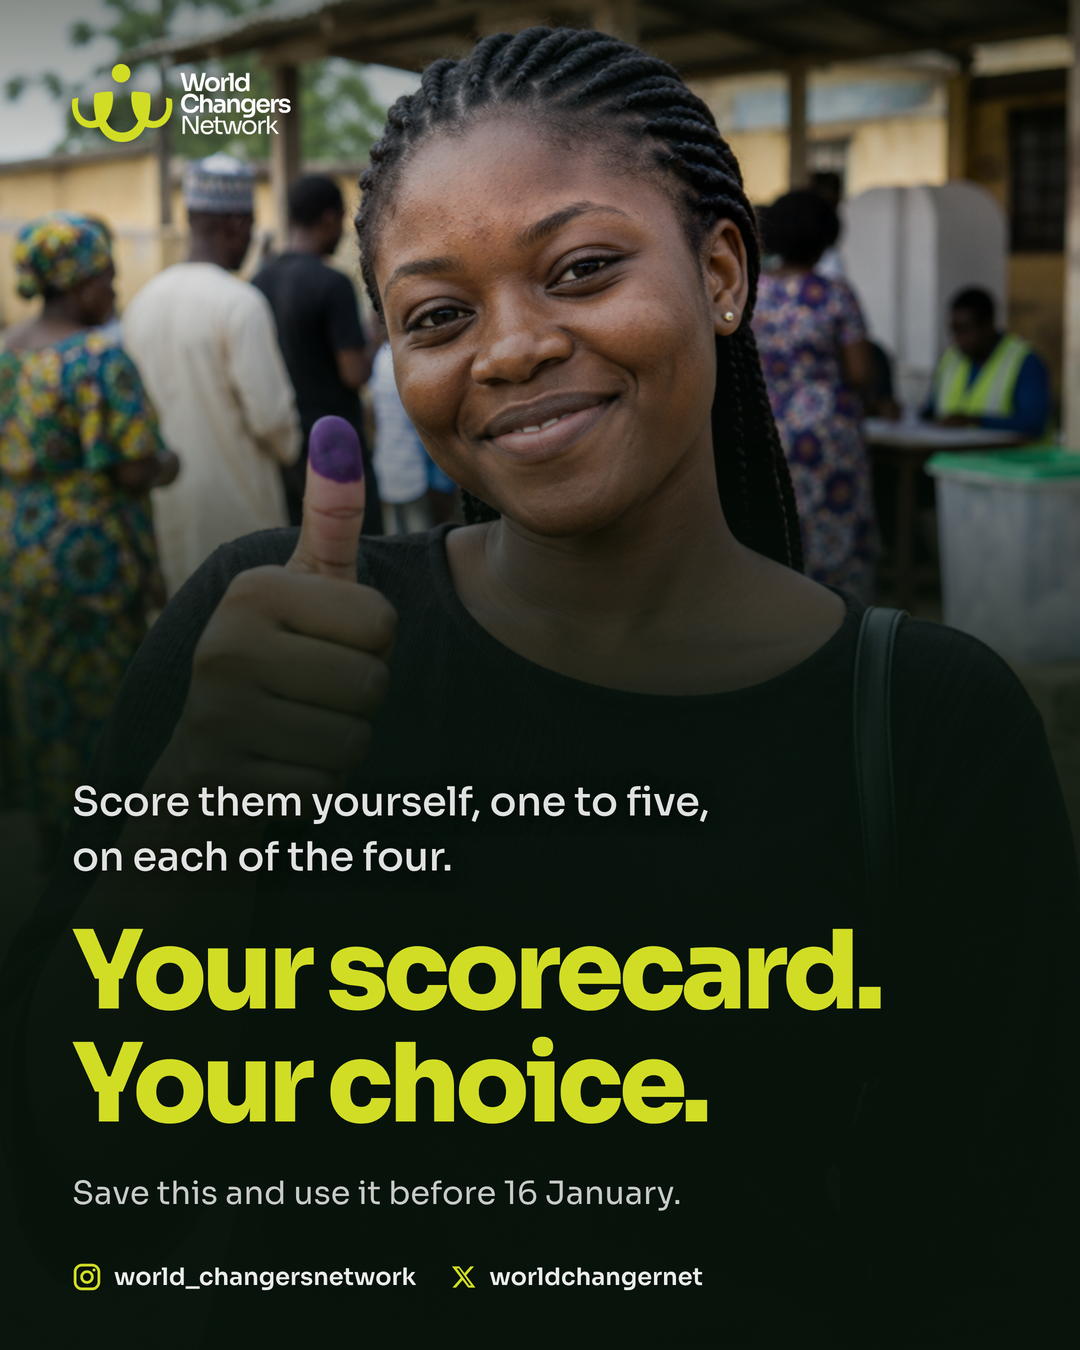 World
Changers
Network
Score them yourself, one to five,
on each of the four.
Your scorecard.
Your choice.
Save this and use it before 16 January.
world_changersnetwork
worldchangernet